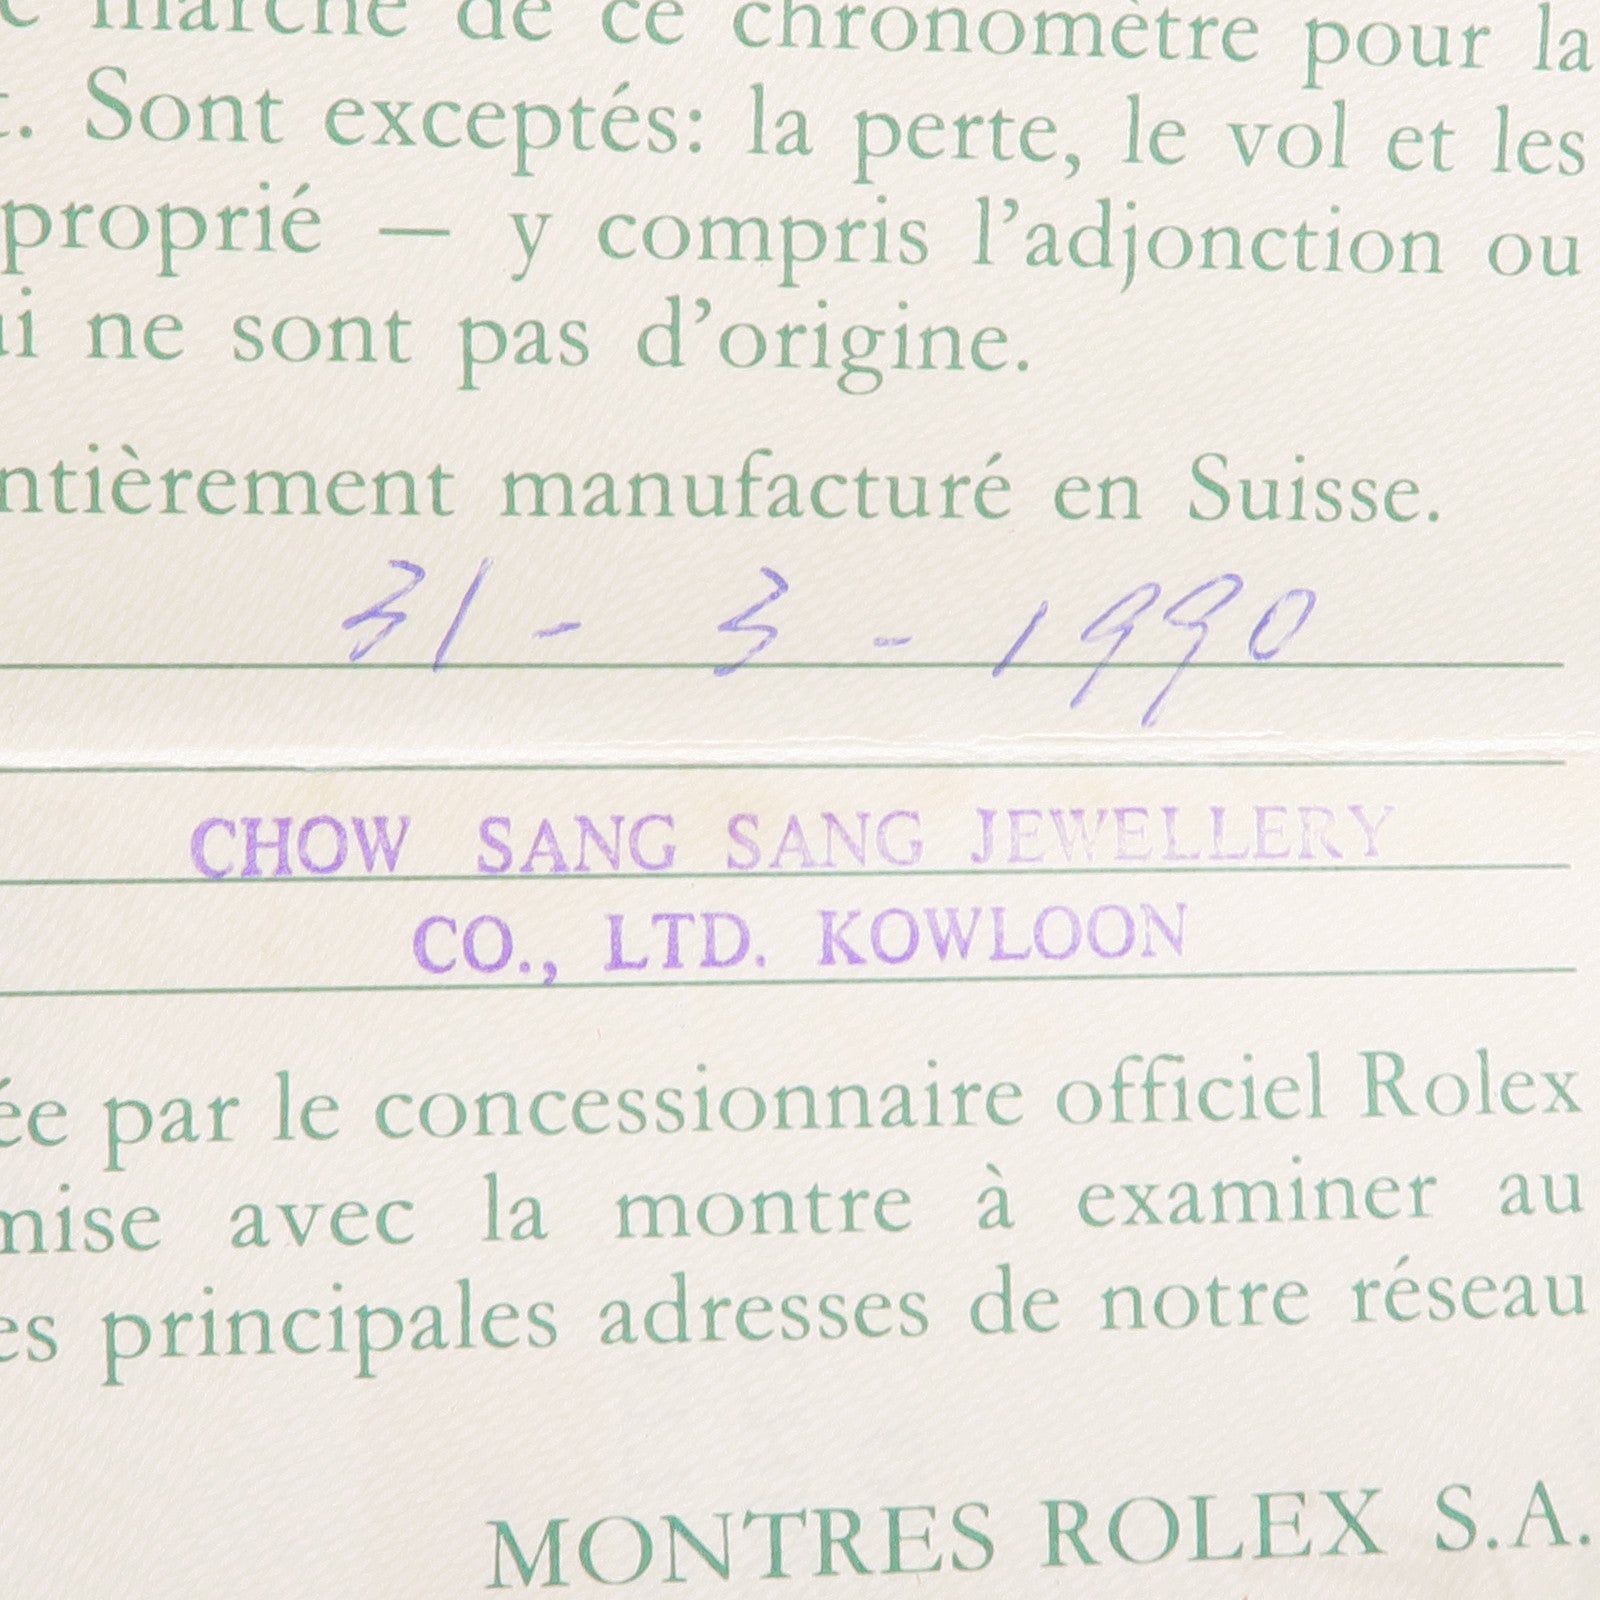 marche de ce chronomètre pour la
. Sont exceptés: la perte, le vol et les
proprié — y compris l'adjonction ou
ui ne sont pas d'origine.
ntièrement manufacturé en Suisse.
31 - 3 - 1990
CHOW SANG SANG JEWELLERY
CO., LTD. KOWLOON
ée par le concessionnaire officiel Rolex
mise avec la montre à examiner au
es principales adresses de notre réseau
MONTRES ROLEX S.A.